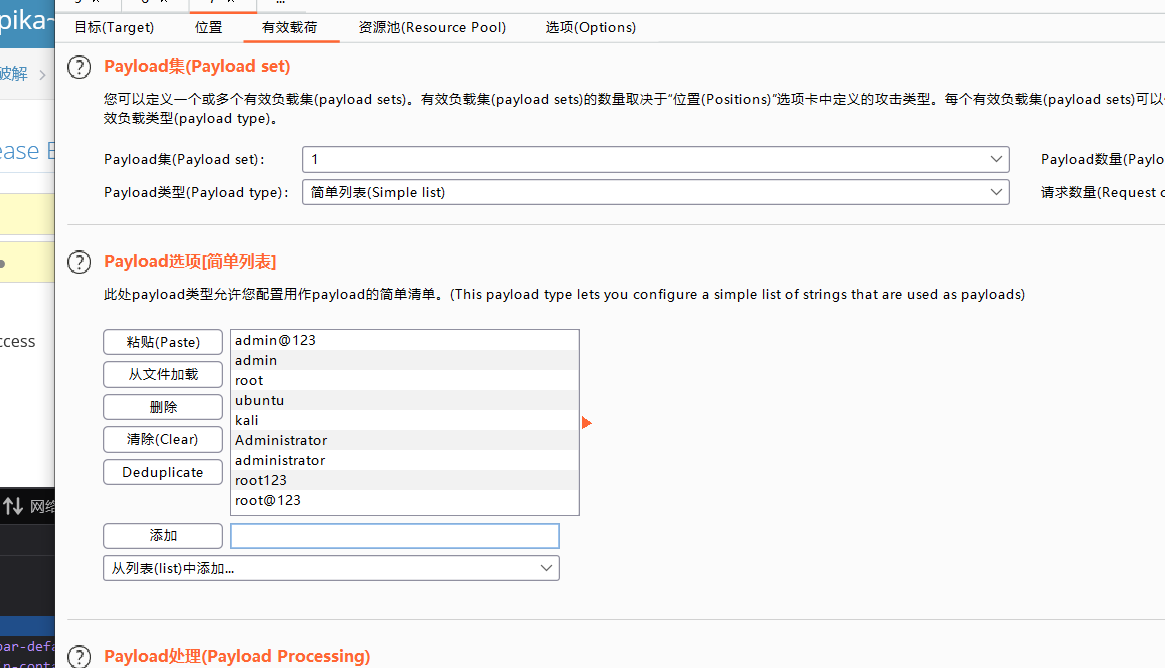 pika~
目标(Target) 位置 有效载荷 资源池(Resource Pool) 选项(Options)
破解
Payload集(Payload set)
您可以定义一个或多个有效负载集(payload sets)。有效负载集(payload sets)的数量取决于“位置(Positions)”选项卡中定义的攻击类型。每个有效负载集(payload sets)可以
效负载类型(payload type)。
ease
Payload集(Payload set)： 1 Payload数量(Paylo
Payload类型(Payload type)： 简单列表(Simple list) 请求数量(Request c
Payload选项[简单列表]
此处payload类型允许您配置用作payload的简单清单。(This payload type lets you configure a simple list of strings that are used as payloads)
粘贴(Paste)
从文件加载
删除
清除(Clear)
Deduplicate
admin@123
admin
root
ubuntu
kali
Administrator
administrator
root123
root@123
ccess
网络
添加
从列表(list)中添加...
bar-defa
Payload处理(Payload Processing)